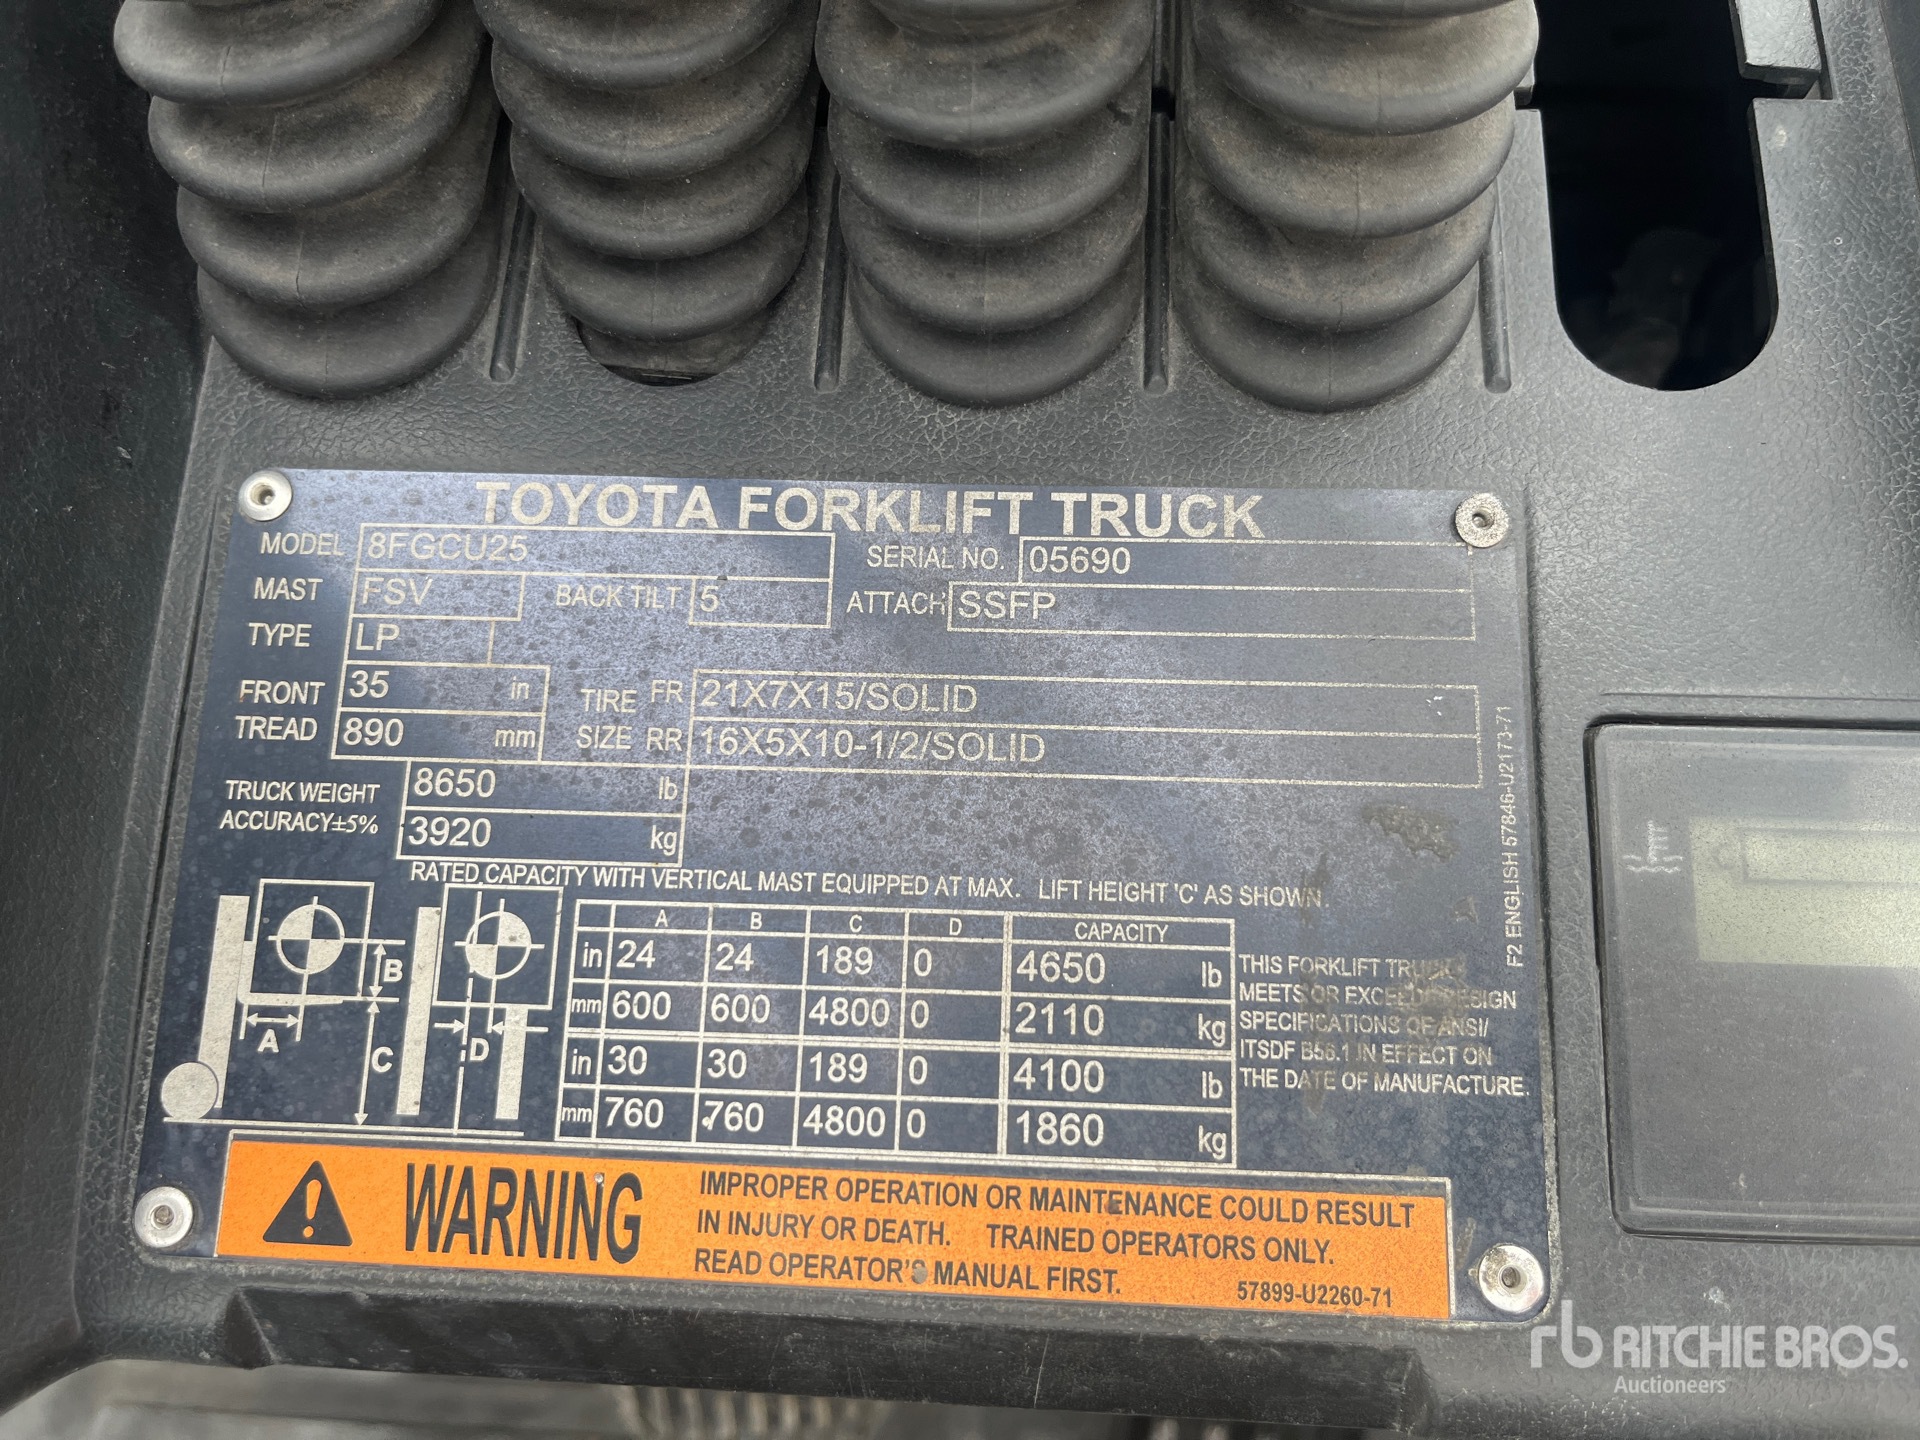 TOYOTA FORKLIFT TRUCK
MODEL 8FGCU25 SERIAL NO. 05690
MAST FSV BACK TILT 5 ATTACH SSFP
TYPE LP
FRONT TREAD 35 in 890 mm
TIRE SIZE FR 21X7X15/SOLID
RR 16X5X10-1/2/SOLID
TRUCK WEIGHT 8650 lb
ACCURACY±5% 3920 kg
RATED CAPACITY WITH VERTICAL MAST EQUIPPED AT MAX. LIFT HEIGHT 'C' AS SHOWN.
A B C D CAPACITY
in 24 24 189 0 4650 lb
mm 600 600 4800 0 2110 kg
in 30 30 189 0 4100 lb
mm 760 760 4800 0 1860 kg
A B C D
THIS FORKLIFT TRUCK
MEETS OR EXCEEDS DESIGN
SPECIFICATIONS OF ANSI/
ITSDF B56.1 IN EFFECT ON
THE DATE OF MANUFACTURE.
F2 ENGLISH 57846-U2173-71
WARNING
IMPROPER OPERATION OR MAINTENANCE COULD RESULT
IN INJURY OR DEATH. TRAINED OPERATORS ONLY.
READ OPERATOR'S MANUAL FIRST.
57899-U2260-71
rb RITCHIE BROS.
Auctioneers